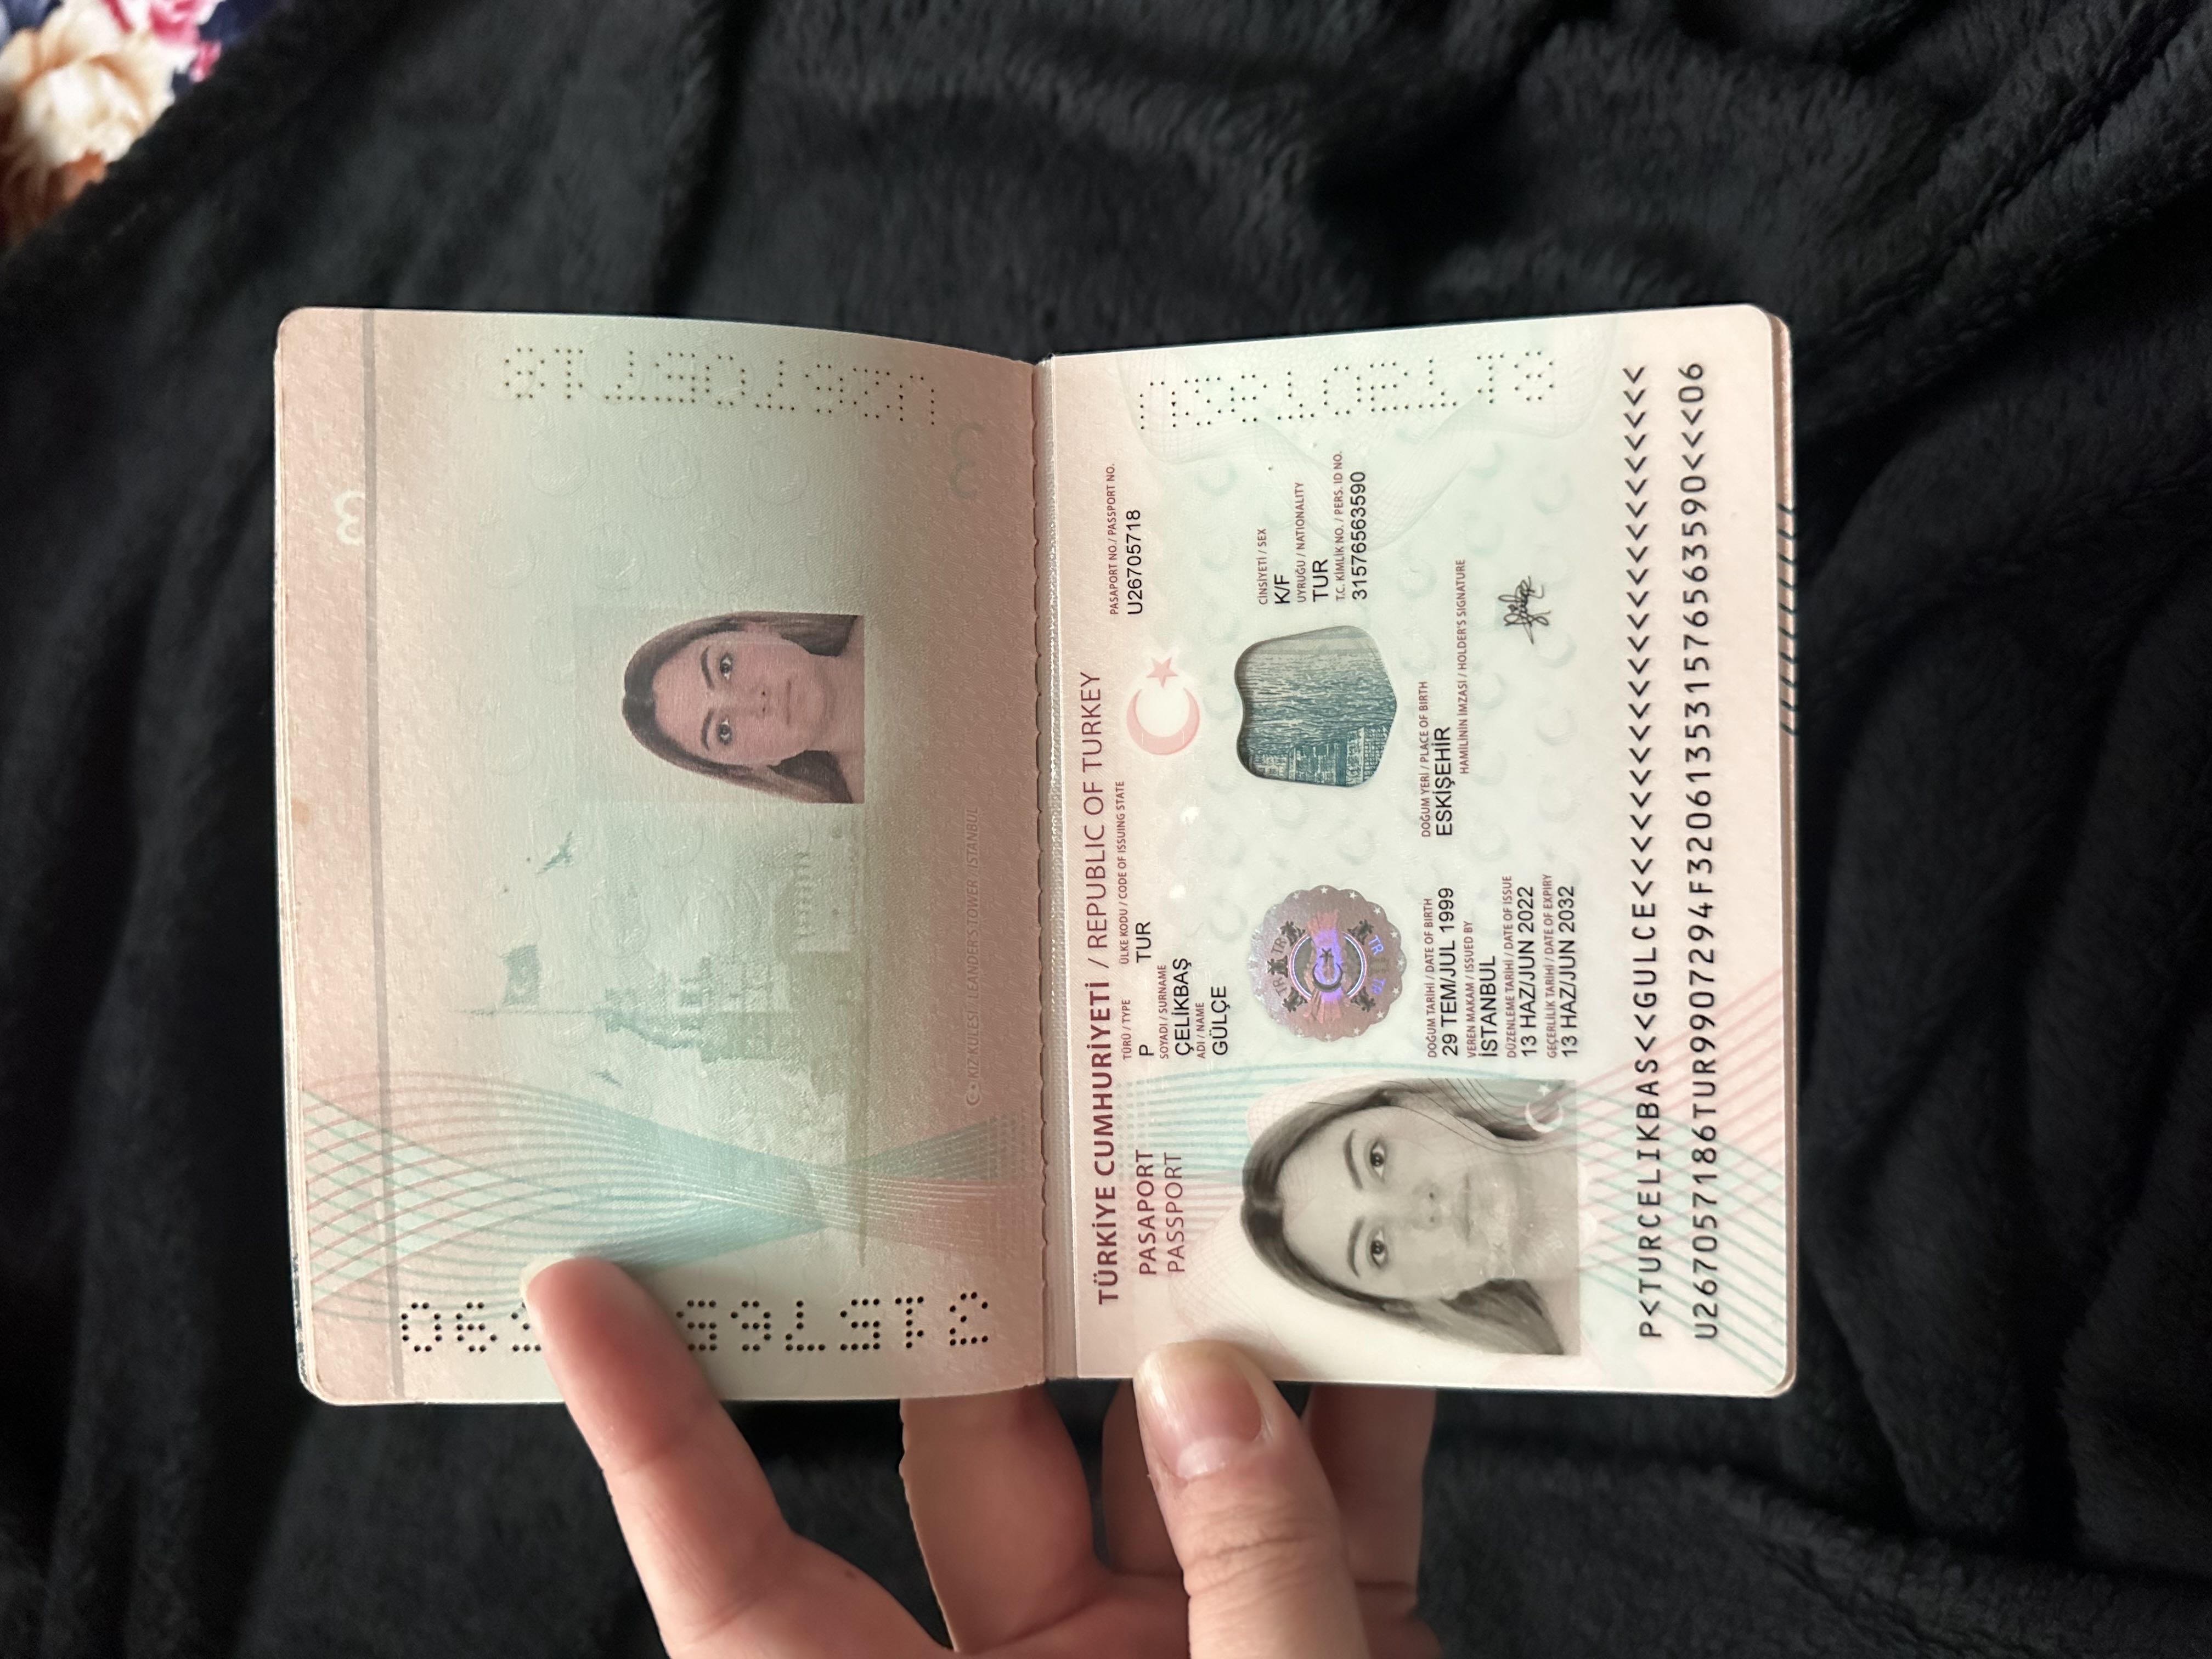 3
KIZ KULESİ / LEANDER'S TOWER / İSTANBUL
TÜRKİYE CUMHURİYETİ / REPUBLIC OF TURKEY
PASAPORT
PASSPORT
TÜRÜ / TYPE
P
ÜLKE KODU / CODE OF ISSUING STATE
TUR
PASAPORT NO./ PASSPORT NO.
U26705718
SOYADI / SURNAME
ÇELİKBAŞ
ADI / NAME
GÜLÇE
TR TR
CİNSİYETİ / SEX
K/F
UYRUĞU / NATIONALITY
TUR
T.C. KİMLİK NO. / PERS. ID NO.
31576563590
DOĞUM TARİHİ / DATE OF BIRTH
29 TEM/JUL 1999
DOĞUM YERİ / PLACE OF BIRTH
ESKİŞEHİR
VEREN MAKAM / ISSUED BY
İSTANBUL
HAMİLİNİN İMZASI / HOLDER'S SIGNATURE
DÜZENLEME TARİHİ / DATE OF ISSUE
13 HAZ/JUN 2022
GEÇERLİLİK TARİHİ / DATE OF EXPIRY
13 HAZ/JUN 2032
P<TURCELIKBAS<<GULCE<<<<<<<<<<<<<<<<<<<<<<<<
U267057186TUR9907294F320613531576563590<<<06